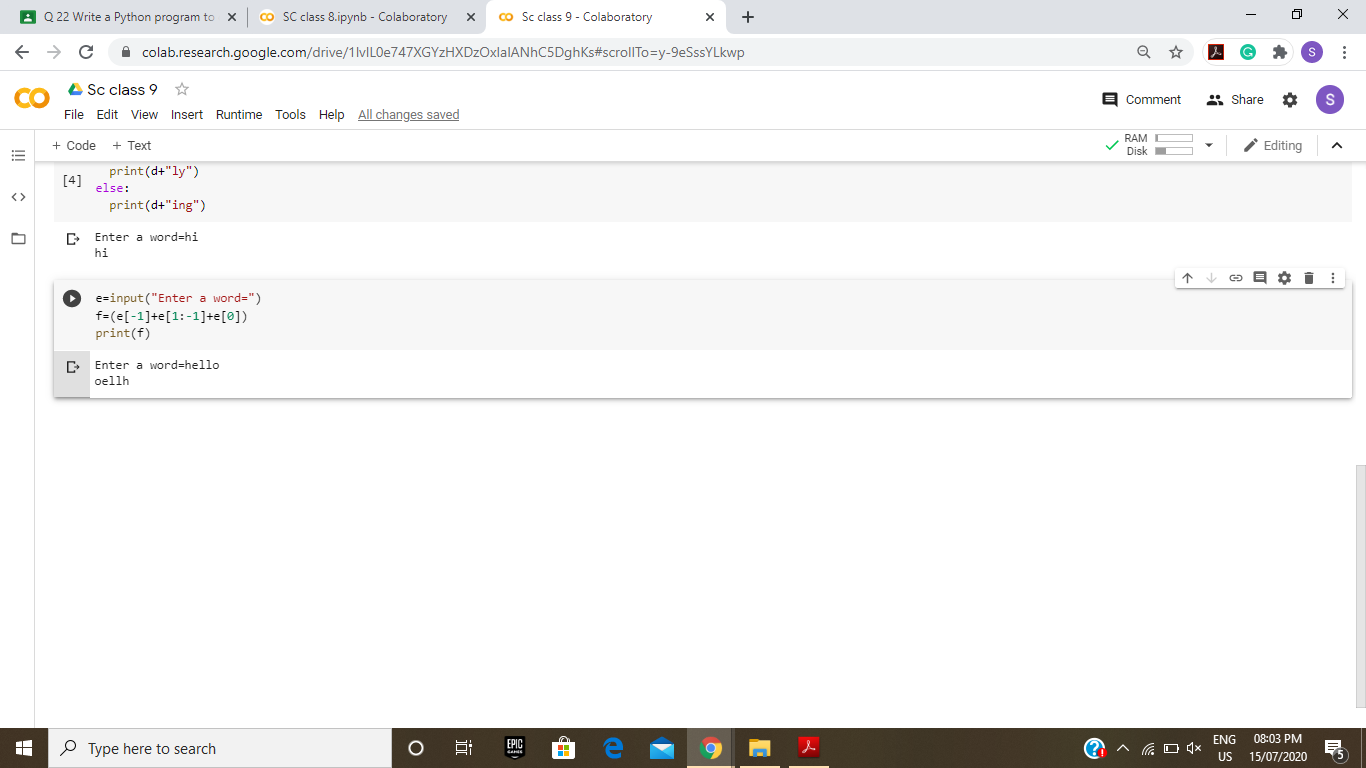 Q 22 Write a Python program to
SC class 8.ipynb - Colaboratory
Sc class 9 - Colaboratory
colab.research.google.com/drive/1lvIL0e747XGYzHXDzOxIaIANhC5DghKs#scrollTo=y-9eSssYLkwp
S
Sc class 9
File Edit View Insert Runtime Tools Help All changes saved
Comment Share S
+ Code + Text
RAM
Disk
Editing
[4]
print(d+"ly")
else:
print(d+"ing")
Enter a word=hi
hi
e=input("Enter a word=")
f=(e[-1]+e[1:-1]+e[0])
print(f)
Enter a word=hello
oellh
Type here to search
EPIC GAMES
ENG
US
08:03 PM
15/07/2020
5